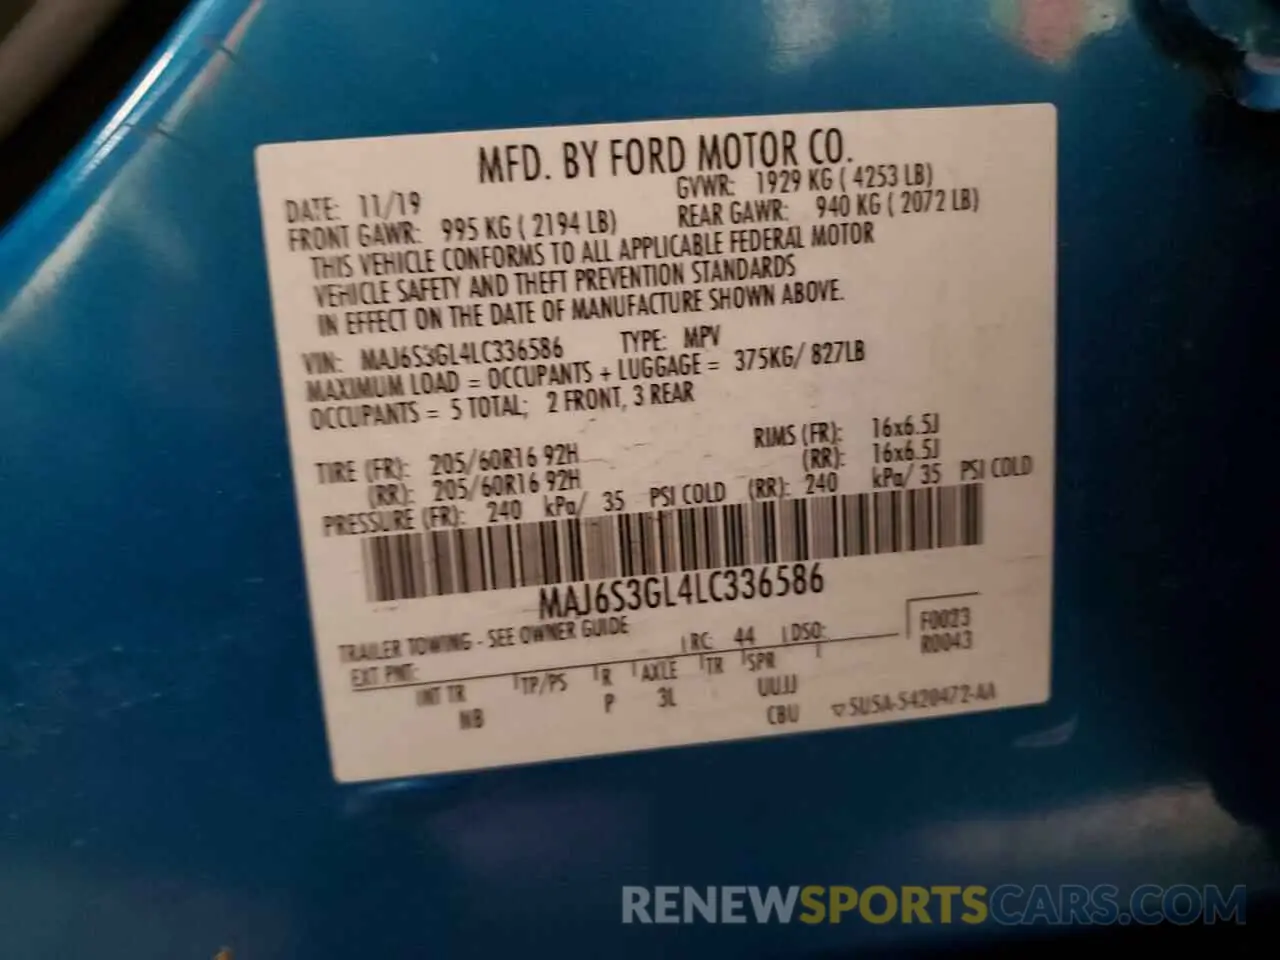 MFD. BY FORD MOTOR CO.
DATE: 11/19 GVWR: 1929 KG ( 4253 LB)
FRONT GAWR: 995 KG ( 2194 LB) REAR GAWR: 940 KG ( 2072 LB)
THIS VEHICLE CONFORMS TO ALL APPLICABLE FEDERAL MOTOR
VEHICLE SAFETY AND THEFT PREVENTION STANDARDS
IN EFFECT ON THE DATE OF MANUFACTURE SHOWN ABOVE.
VIN: MAJ6S3GL4LC336586 TYPE: MPV
MAXIMUM LOAD = OCCUPANTS + LUGGAGE = 375KG/ 827LB
OCCUPANTS = 5 TOTAL; 2 FRONT, 3 REAR
TIRE (FR): 205/60R16 92H RIMS (FR): 16x6.5J
(RR): 205/60R16 92H (RR): 16x6.5J
PRESSURE (FR): 240 kPa/ 35 PSI COLD (RR): 240 kPa/ 35 PSI COLD
MAJ6S3GL4LC336586
TRAILER TOWING - SEE OWNER GUIDE
EXT PNT: RC: 44 DSO: F0023
R0043
INT TR TP/PS R AXLE TR SPR
NB P 3L UUJJ
CBU 5U5A-5420472-AA
RENEWSPORTSCARS.COM